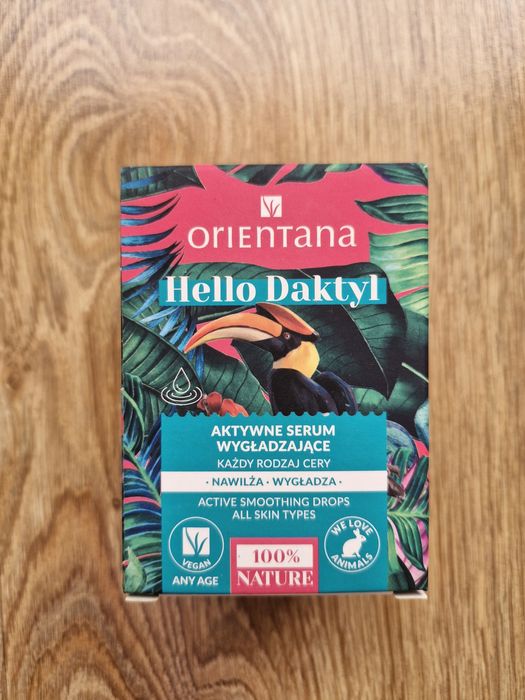 ORIENTANA
Hello Daktyl
AKTYWNE SERUM
WYGŁADZAJĄCE
KAŻDY RODZAJ CERY
· NAWILŻA · WYGŁADZA ·
ACTIVE SMOOTHING DROPS
ALL SKIN TYPES
VEGAN
ANY AGE
100%
NATURE
WE LOVE
ANIMALS